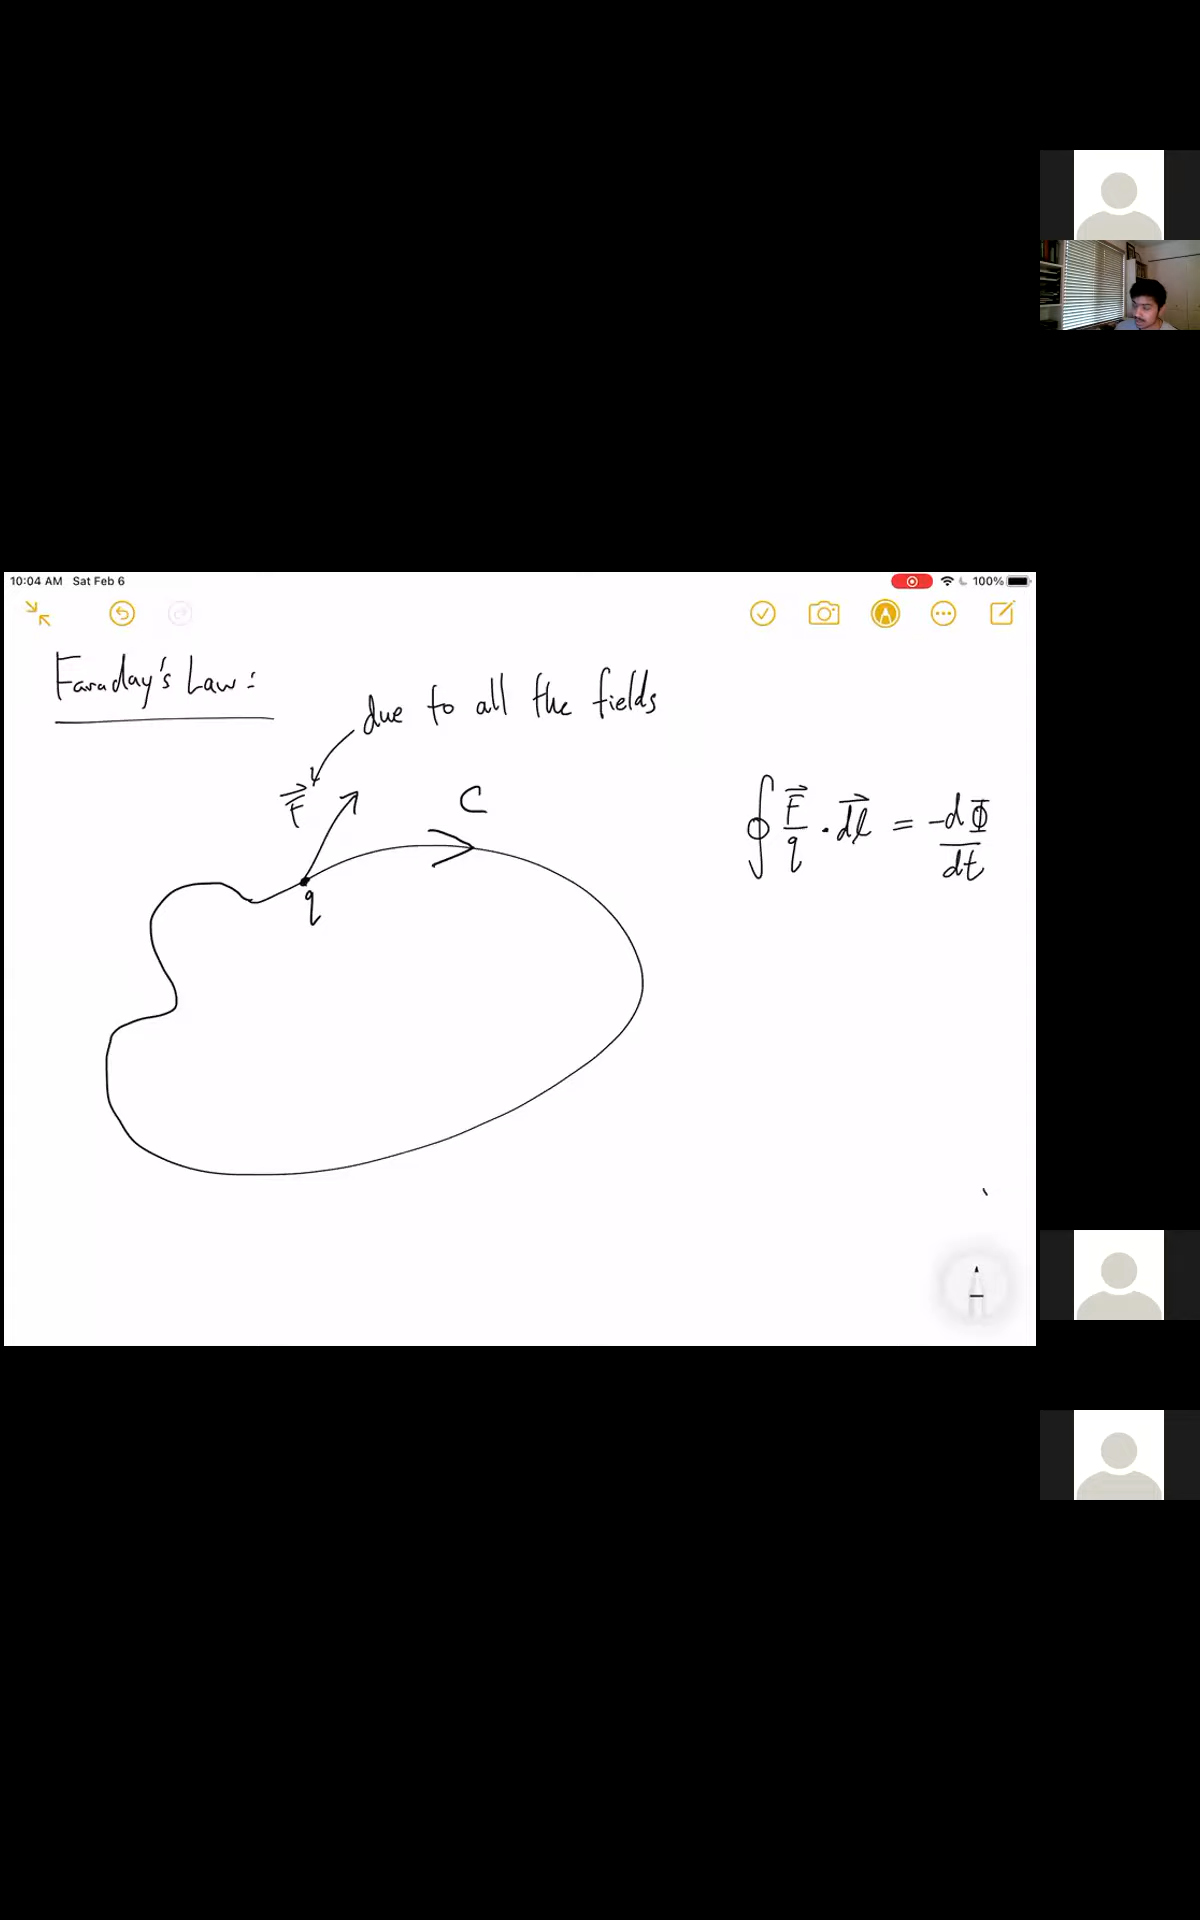 10:04 AM Sat Feb 6
100%
Faraday's Law:
due to all the fields
F⃗
C
q
∮ F⃗/q · dl⃗ = -dΦ/dt